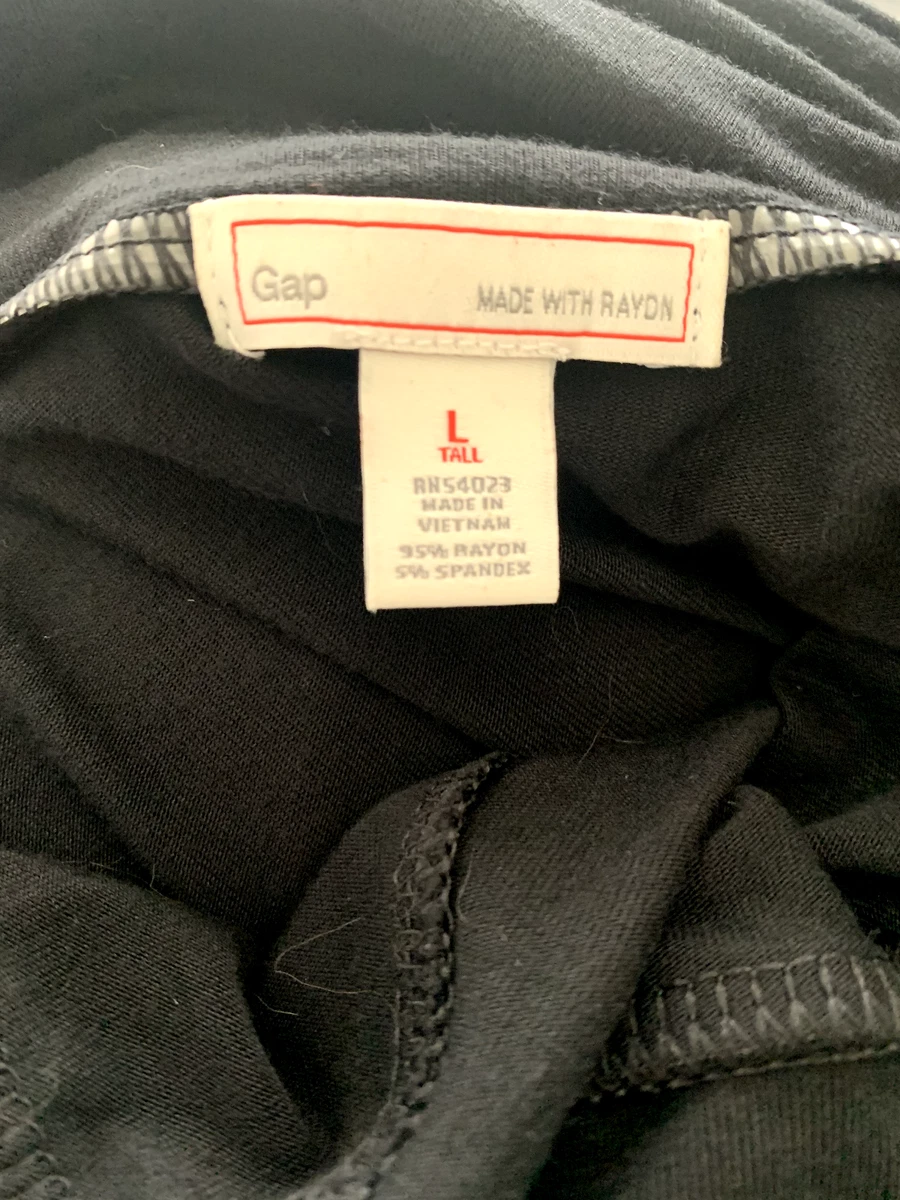 Gap
MADE WITH RAYON
L
TALL
RN54023
MADE IN
VIETNAM
95% RAYON
5% SPANDEX